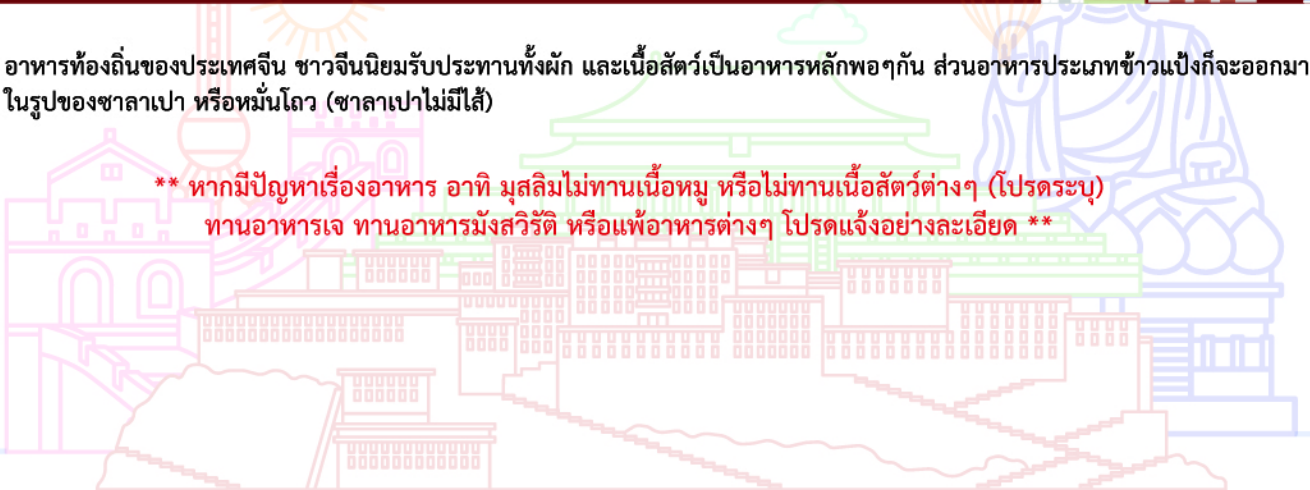 อาหารท้องถิ่นของประเทศจีน ชาวจีนนิยมรับประทานทั้งผัก และเนื้อสัตว์เป็นอาหารหลักพอๆกัน ส่วนอาหารประเภทข้าวแป้งก็จะออกมา
ในรูปของซาลาเปา หรือหมั่นโถว (ซาลาเปาไม่มีไส้)
** หากมีปัญหาเรื่องอาหาร อาทิ มุสลิมไม่ทานเนื้อหมู หรือไม่ทานเนื้อสัตว์ต่างๆ (โปรดระบุ)
ทานอาหารเจ ทานอาหารมังสวิรัติ หรือแพ้อาหารต่างๆ โปรดแจ้งอย่างละเอียด **